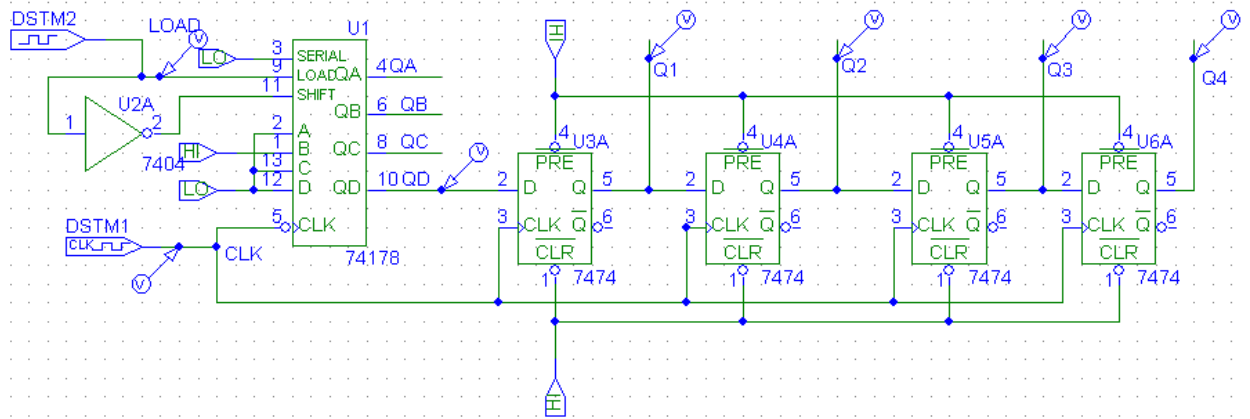 DSTM2
LOAD
U1
LO
3 SERIAL
9 LOAD QA 4 QA
11 SHIFT
QB 6 QB
U2A
1 2
7404
2 A
HI 1 B QC 8 QC
13 C
LO 12 D QD 10 QD
DSTM1
CLK
5 CLK
CLK
74178
HI
V
V
V
V
V
V
V
Q1
Q2
Q3
Q4
4 U3A
PRE
2 D Q 5
3 CLK Q 6
CLR
1 7474
4 U4A
PRE
2 D Q 5
3 CLK Q 6
CLR
1 7474
4 U5A
PRE
2 D Q 5
3 CLK Q 6
CLR
1 7474
4 U6A
PRE
2 D Q 5
3 CLK Q 6
CLR
1 7474
HI